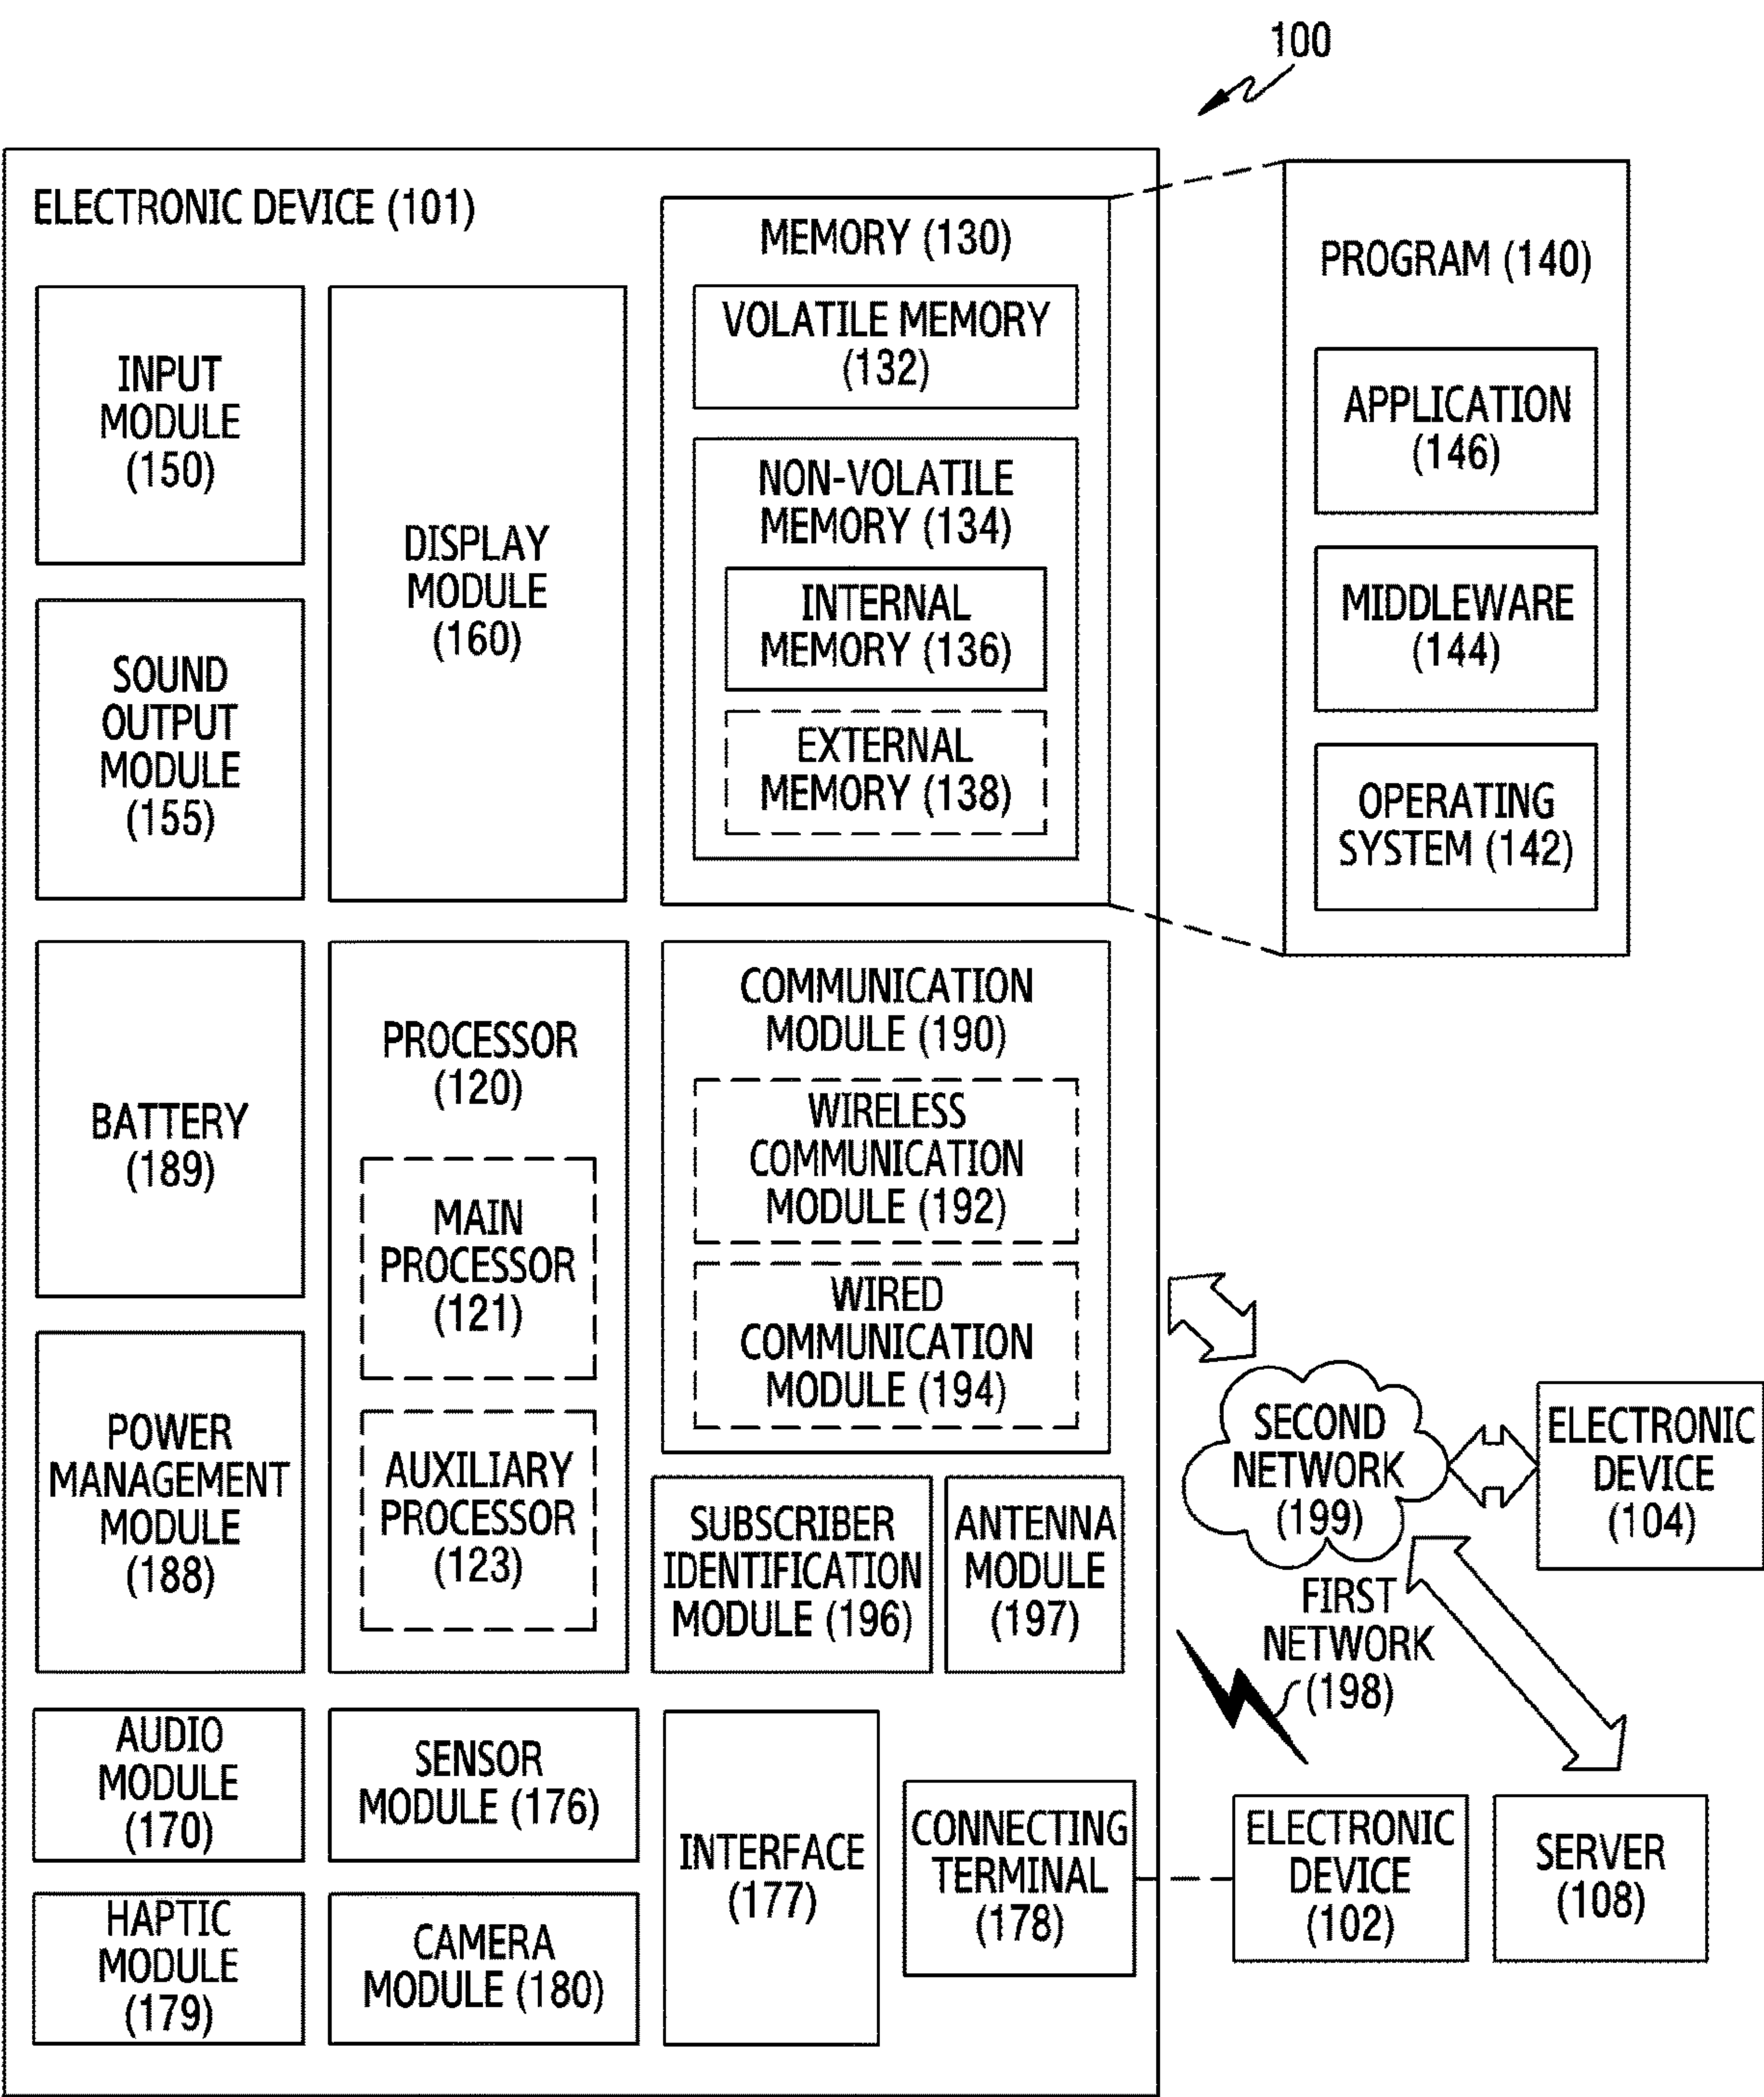 100
ELECTRONIC DEVICE (101)
INPUT
MODULE
(150)
SOUND
OUTPUT
MODULE
(155)
DISPLAY
MODULE
(160)
MEMORY (130)
VOLATILE MEMORY
(132)
NON-VOLATILE
MEMORY (134)
INTERNAL
MEMORY (136)
EXTERNAL
MEMORY (138)
PROGRAM (140)
APPLICATION
(146)
MIDDLEWARE
(144)
OPERATING
SYSTEM (142)
BATTERY
(189)
POWER
MANAGEMENT
MODULE
(188)
PROCESSOR
(120)
MAIN
PROCESSOR
(121)
AUXILIARY
PROCESSOR
(123)
COMMUNICATION
MODULE (190)
WIRELESS
COMMUNICATION
MODULE (192)
WIRED
COMMUNICATION
MODULE (194)
SUBSCRIBER
IDENTIFICATION
MODULE (196)
ANTENNA
MODULE
(197)
SECOND
NETWORK
(199)
ELECTRONIC
DEVICE
(104)
FIRST
NETWORK
(198)
AUDIO
MODULE
(170)
SENSOR
MODULE (176)
HAPTIC
MODULE
(179)
CAMERA
MODULE (180)
INTERFACE
(177)
CONNECTING
TERMINAL
(178)
ELECTRONIC
DEVICE
(102)
SERVER
(108)